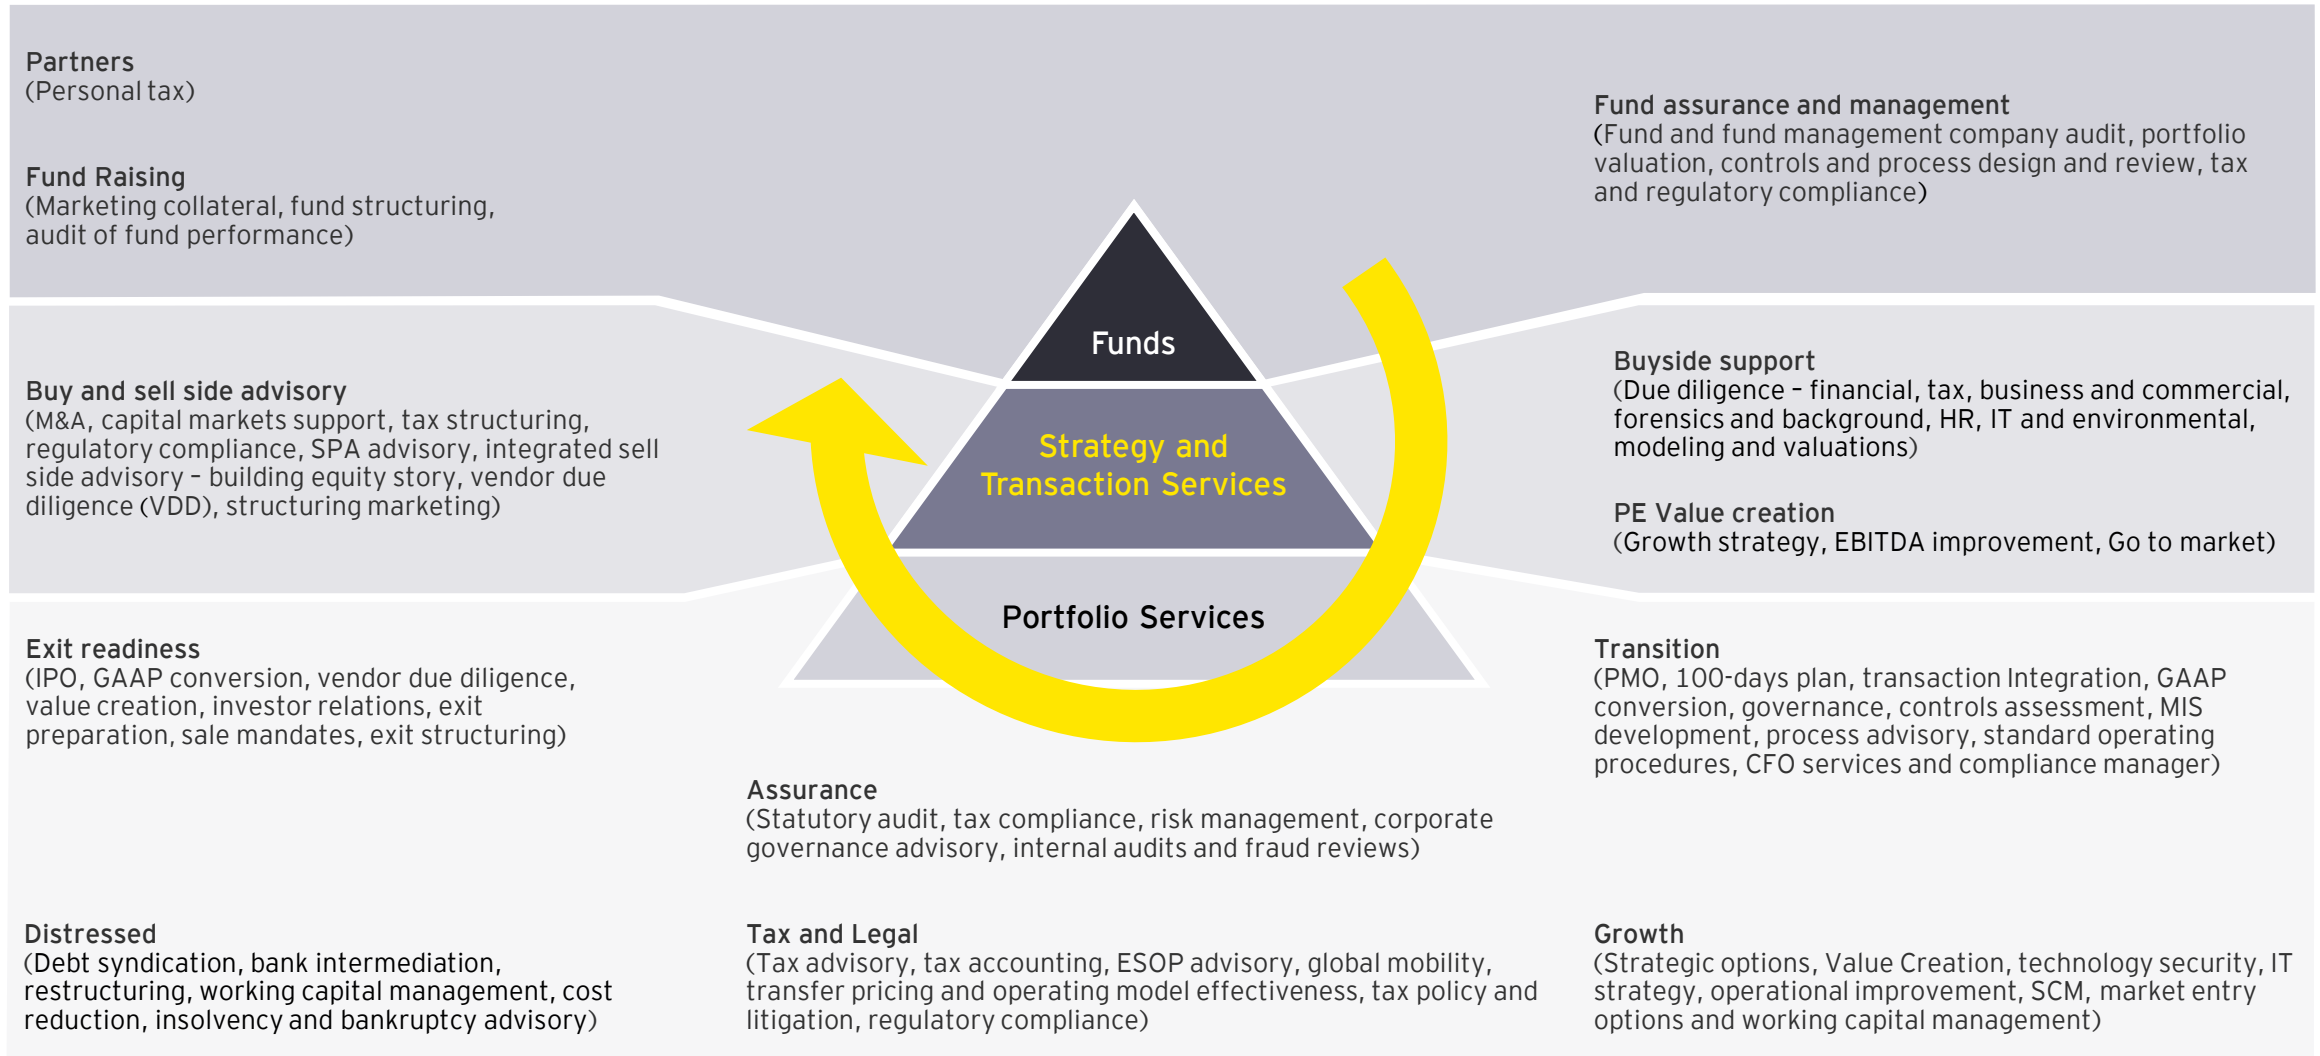 Partners
(Personal tax)
Fund Raising
(Marketing collateral, fund structuring,
audit of fund performance)
Fund assurance and management
(Fund and fund management company audit, portfolio
valuation, controls and process design and review, tax
and regulatory compliance)
Funds
Buy and sell side advisory
(M&A, capital markets support, tax structuring,
regulatory compliance, SPA advisory, integrated sell
side advisory – building equity story, vendor due
diligence (VDD), structuring marketing)
Strategy and
Transaction Services
Buyside support
(Due diligence – financial, tax, business and commercial,
forensics and background, HR, IT and environmental,
modeling and valuations)
PE Value creation
(Growth strategy, EBITDA improvement, Go to market)
Portfolio Services
Exit readiness
(IPO, GAAP conversion, vendor due diligence,
value creation, investor relations, exit
preparation, sale mandates, exit structuring)
Transition
(PMO, 100-days plan, transaction Integration, GAAP
conversion, governance, controls assessment, MIS
development, process advisory, standard operating
procedures, CFO services and compliance manager)
Assurance
(Statutory audit, tax compliance, risk management, corporate
governance advisory, internal audits and fraud reviews)
Distressed
(Debt syndication, bank intermediation,
restructuring, working capital management, cost
reduction, insolvency and bankruptcy advisory)
Tax and Legal
(Tax advisory, tax accounting, ESOP advisory, global mobility,
transfer pricing and operating model effectiveness, tax policy and
litigation, regulatory compliance)
Growth
(Strategic options, Value Creation, technology security, IT
strategy, operational improvement, SCM, market entry
options and working capital management)